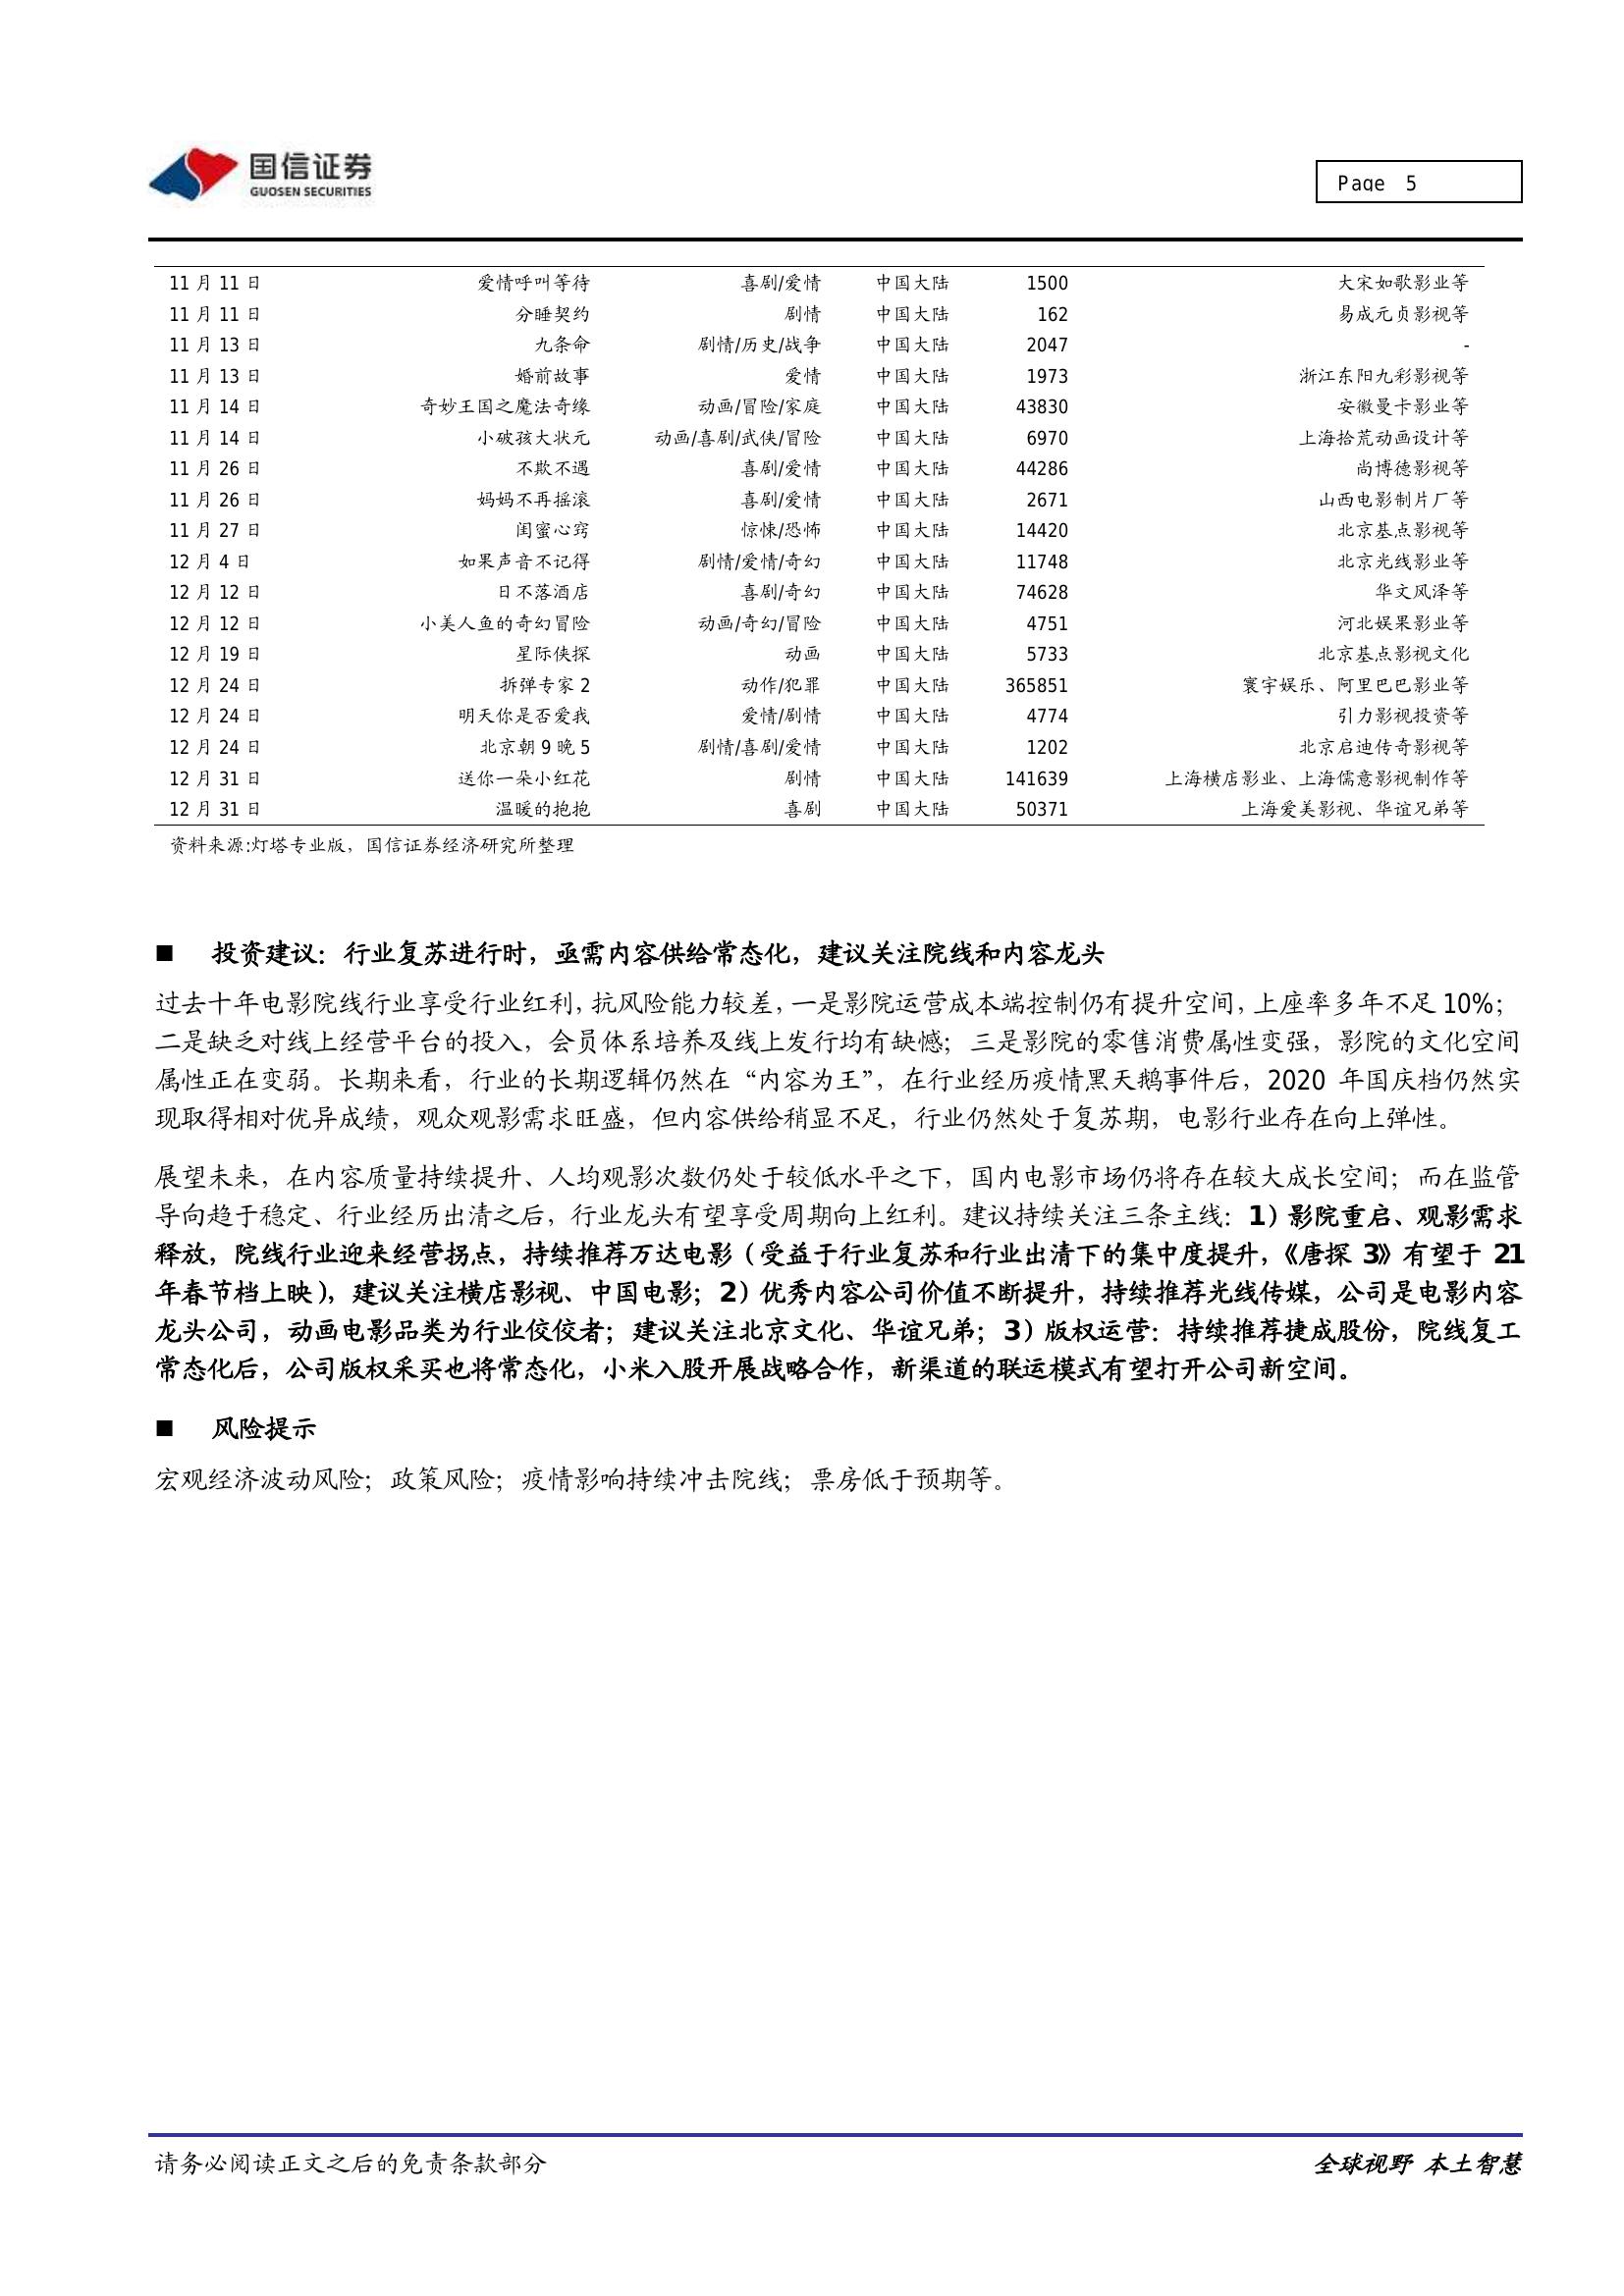 国信证券
GUOSEN SECURITIES
Page 5
11 月 11 日 爱情呼叫等待 喜剧/爱情 中国大陆 1500 大宋如歌影业等
11 月 11 日 分睡契约 剧情 中国大陆 162 易成元贞影视等
11 月 13 日 九条命 剧情/历史/战争 中国大陆 2047 -
11 月 13 日 婚前故事 爱情 中国大陆 1973 浙江东阳九彩影视等
11 月 14 日 奇妙王国之魔法奇缘 动画/冒险/家庭 中国大陆 43830 安徽曼卡影业等
11 月 14 日 小破孩大状元 动画/喜剧/武侠/冒险 中国大陆 6970 上海拾荒动画设计等
11 月 26 日 不欺不遇 喜剧/爱情 中国大陆 44286 尚博德影视等
11 月 26 日 妈妈不再摇滚 喜剧/爱情 中国大陆 2671 山西电影制片厂等
11 月 27 日 闺蜜心窍 惊悚/恐怖 中国大陆 14420 北京基点影视等
12 月 4 日 如果声音不记得 剧情/爱情/奇幻 中国大陆 11748 北京光线影业等
12 月 12 日 日不落酒店 喜剧/奇幻 中国大陆 74628 华文风泽等
12 月 12 日 小美人鱼的奇幻冒险 动画/奇幻/冒险 中国大陆 4751 河北娱果影业等
12 月 19 日 星际侠探 动画 中国大陆 5733 北京基点影视文化
12 月 24 日 拆弹专家 2 动作/犯罪 中国大陆 365851 寰宇娱乐、阿里巴巴影业等
12 月 24 日 明天你是否爱我 爱情/剧情 中国大陆 4774 引力影视投资等
12 月 24 日 北京朝 9 晚 5 剧情/喜剧/爱情 中国大陆 1202 北京启迪传奇影视等
12 月 31 日 送你一朵小红花 剧情 中国大陆 141639 上海横店影业、上海儒意影视制作等
12 月 31 日 温暖的抱抱 喜剧 中国大陆 50371 上海爱美影视、华谊兄弟等
资料来源:灯塔专业版，国信证券经济研究所整理
■ 投资建议：行业复苏进行时，亟需内容供给常态化，建议关注院线和内容龙头
过去十年电影院线行业享受行业红利，抗风险能力较差，一是影院运营成本端控制仍有提升空间，上座率多年不足 10%；
二是缺乏对线上经营平台的投入，会员体系培养及线上发行均有缺憾；三是影院的零售消费属性变强，影院的文化空间
属性正在变弱。长期来看，行业的长期逻辑仍然在“内容为王”，在行业经历疫情黑天鹅事件后，2020 年国庆档仍然实
现取得相对优异成绩，观众观影需求旺盛，但内容供给稍显不足，行业仍然处于复苏期，电影行业存在向上弹性。
展望未来，在内容质量持续提升、人均观影次数仍处于较低水平之下，国内电影市场仍将存在较大成长空间；而在监管
导向趋于稳定、行业经历出清之后，行业龙头有望享受周期向上红利。建议持续关注三条主线：1）影院重启、观影需求
释放，院线行业迎来经营拐点，持续推荐万达电影（受益于行业复苏和行业出清下的集中度提升，《唐探 3》有望于 21
年春节档上映），建议关注横店影视、中国电影；2）优秀内容公司价值不断提升，持续推荐光线传媒，公司是电影内容
龙头公司，动画电影品类为行业佼佼者；建议关注北京文化、华谊兄弟；3）版权运营：持续推荐捷成股份，院线复工
常态化后，公司版权采买也将常态化，小米入股开展战略合作，新渠道的联运模式有望打开公司新空间。
■ 风险提示
宏观经济波动风险；政策风险；疫情影响持续冲击院线；票房低于预期等。
请务必阅读正文之后的免责条款部分 全球视野 本土智慧